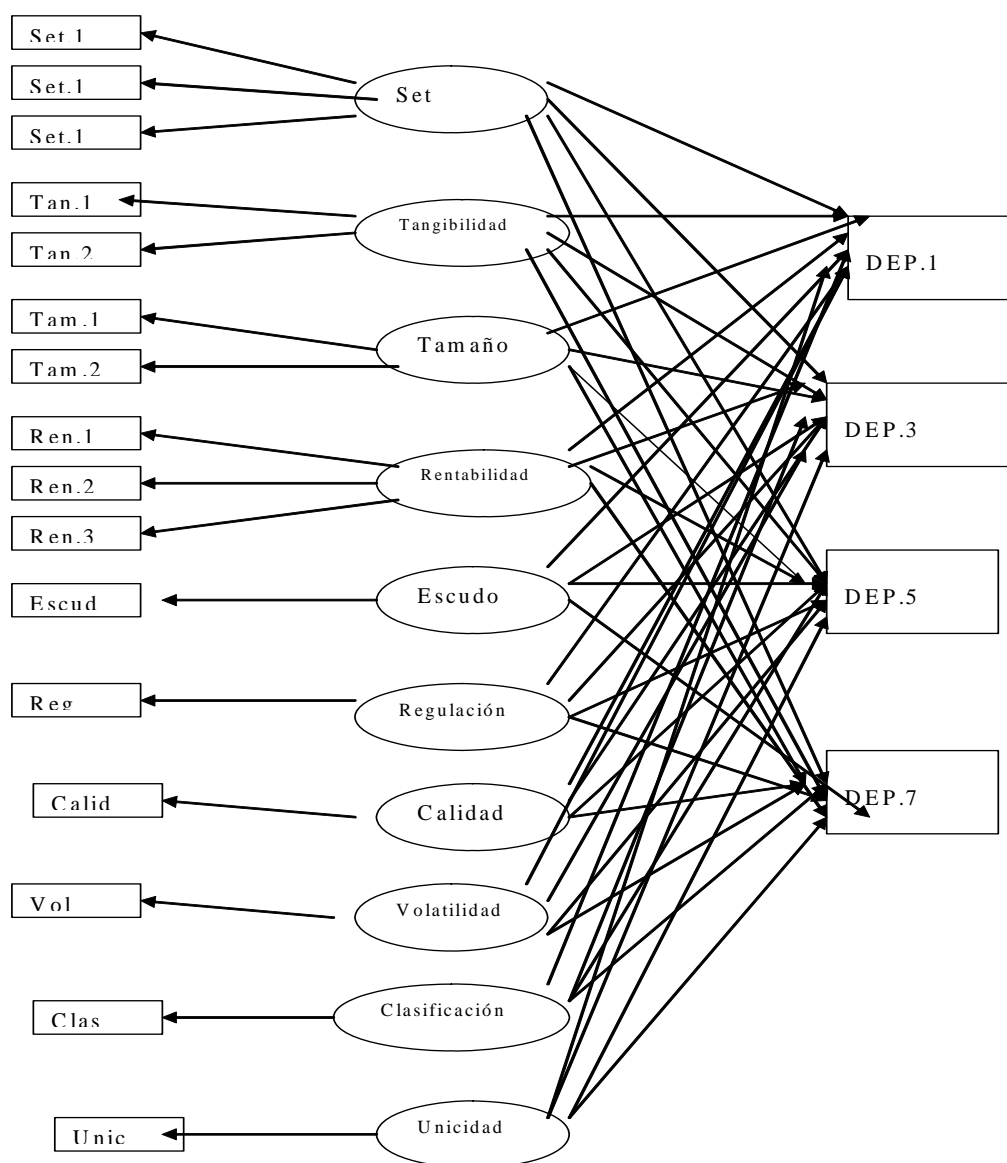 Set.1
Set.1
Set.1
Tan.1
Tan.2
Tam.1
Tam.2
Ren.1
Ren.2
Ren.3
Escud
Reg
Calid
Vol
Clas
Unic
Set
Tangibilidad
Tamaño
Rentabilidad
Escudo
Regulación
Calidad
Volatilidad
Clasificación
Unicidad
DEP.1
DEP.3
DEP.5
DEP.7